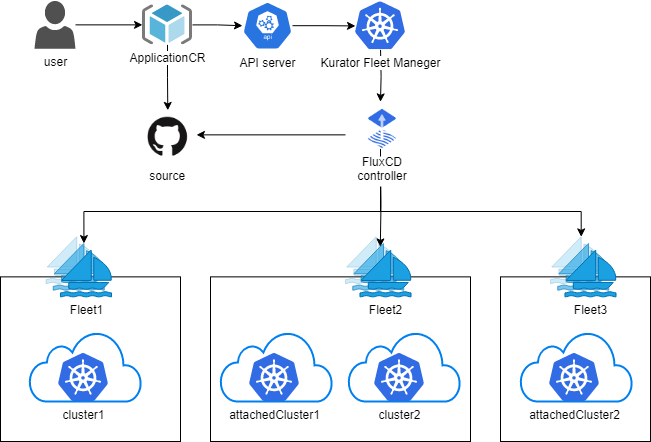 user
ApplicationCR
api
API server
Kurator Fleet Maneger
source
FluxCD
controller
Fleet1
Fleet2
Fleet3
cluster1
attachedCluster1
cluster2
attachedCluster2